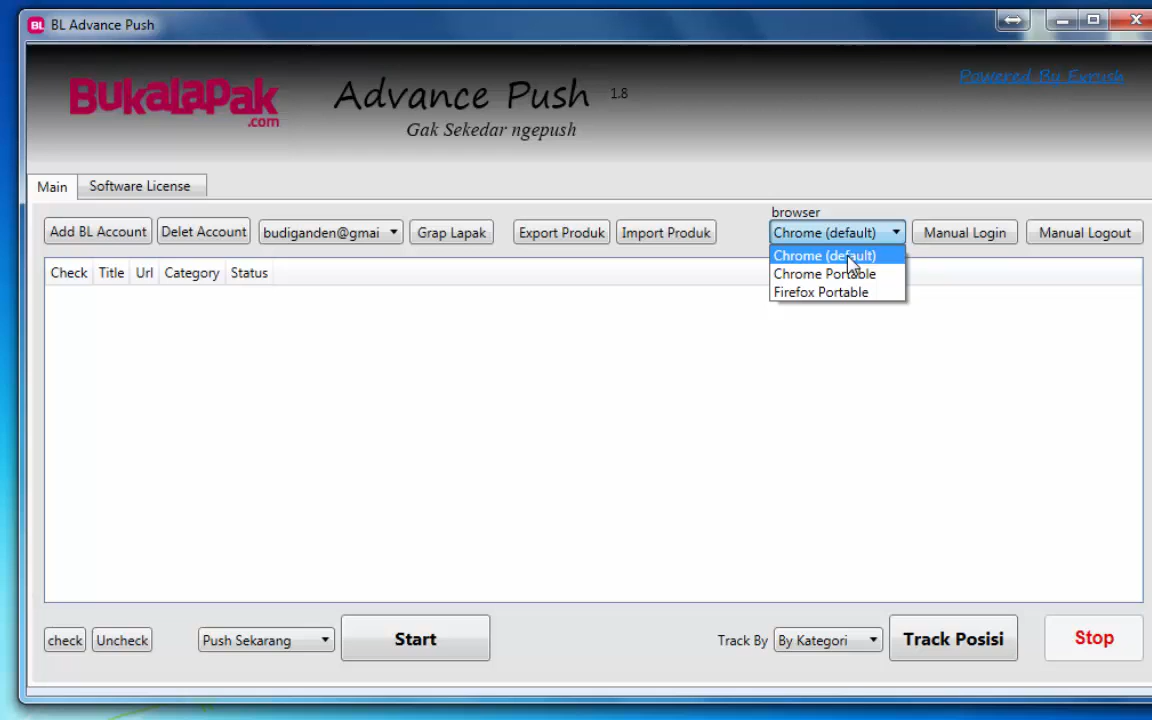 BL BL Advance Push
BukalaPak
.com
Advance Push 1.8
Gak Sekedar ngepush
Powered By Exrush
Main Software License
browser
Add BL Account Delet Account budiganden@gmai Grap Lapak Export Produk Import Produk Chrome (default) Manual Login Manual Logout
Chrome (default)
Chrome Portable
Firefox Portable
Check Title Url Category Status
check Uncheck Push Sekarang Start Track By By Kategori Track Posisi Stop